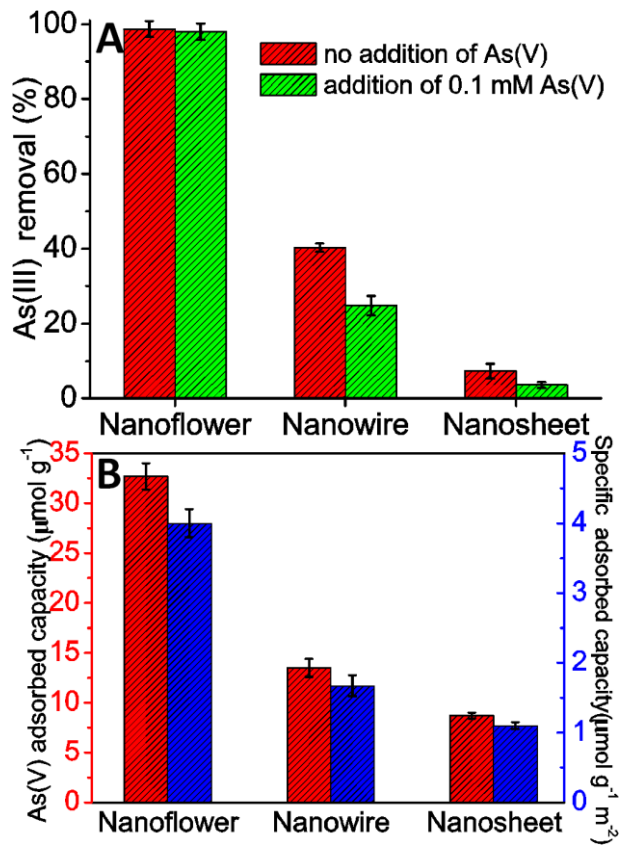 A
no addition of As(V)
addition of 0.1 mM As(V)
As(III) removal (%)
100
80
60
40
20
0
Nanoflower Nanowire Nanosheet
B
As(V) adsorbed capacity (μmol g⁻¹)
35
30
25
20
15
10
5
0
Specific adsorbed capacity(μmol g⁻¹ m⁻²)
5
4
3
2
1
0
Nanoflower Nanowire Nanosheet